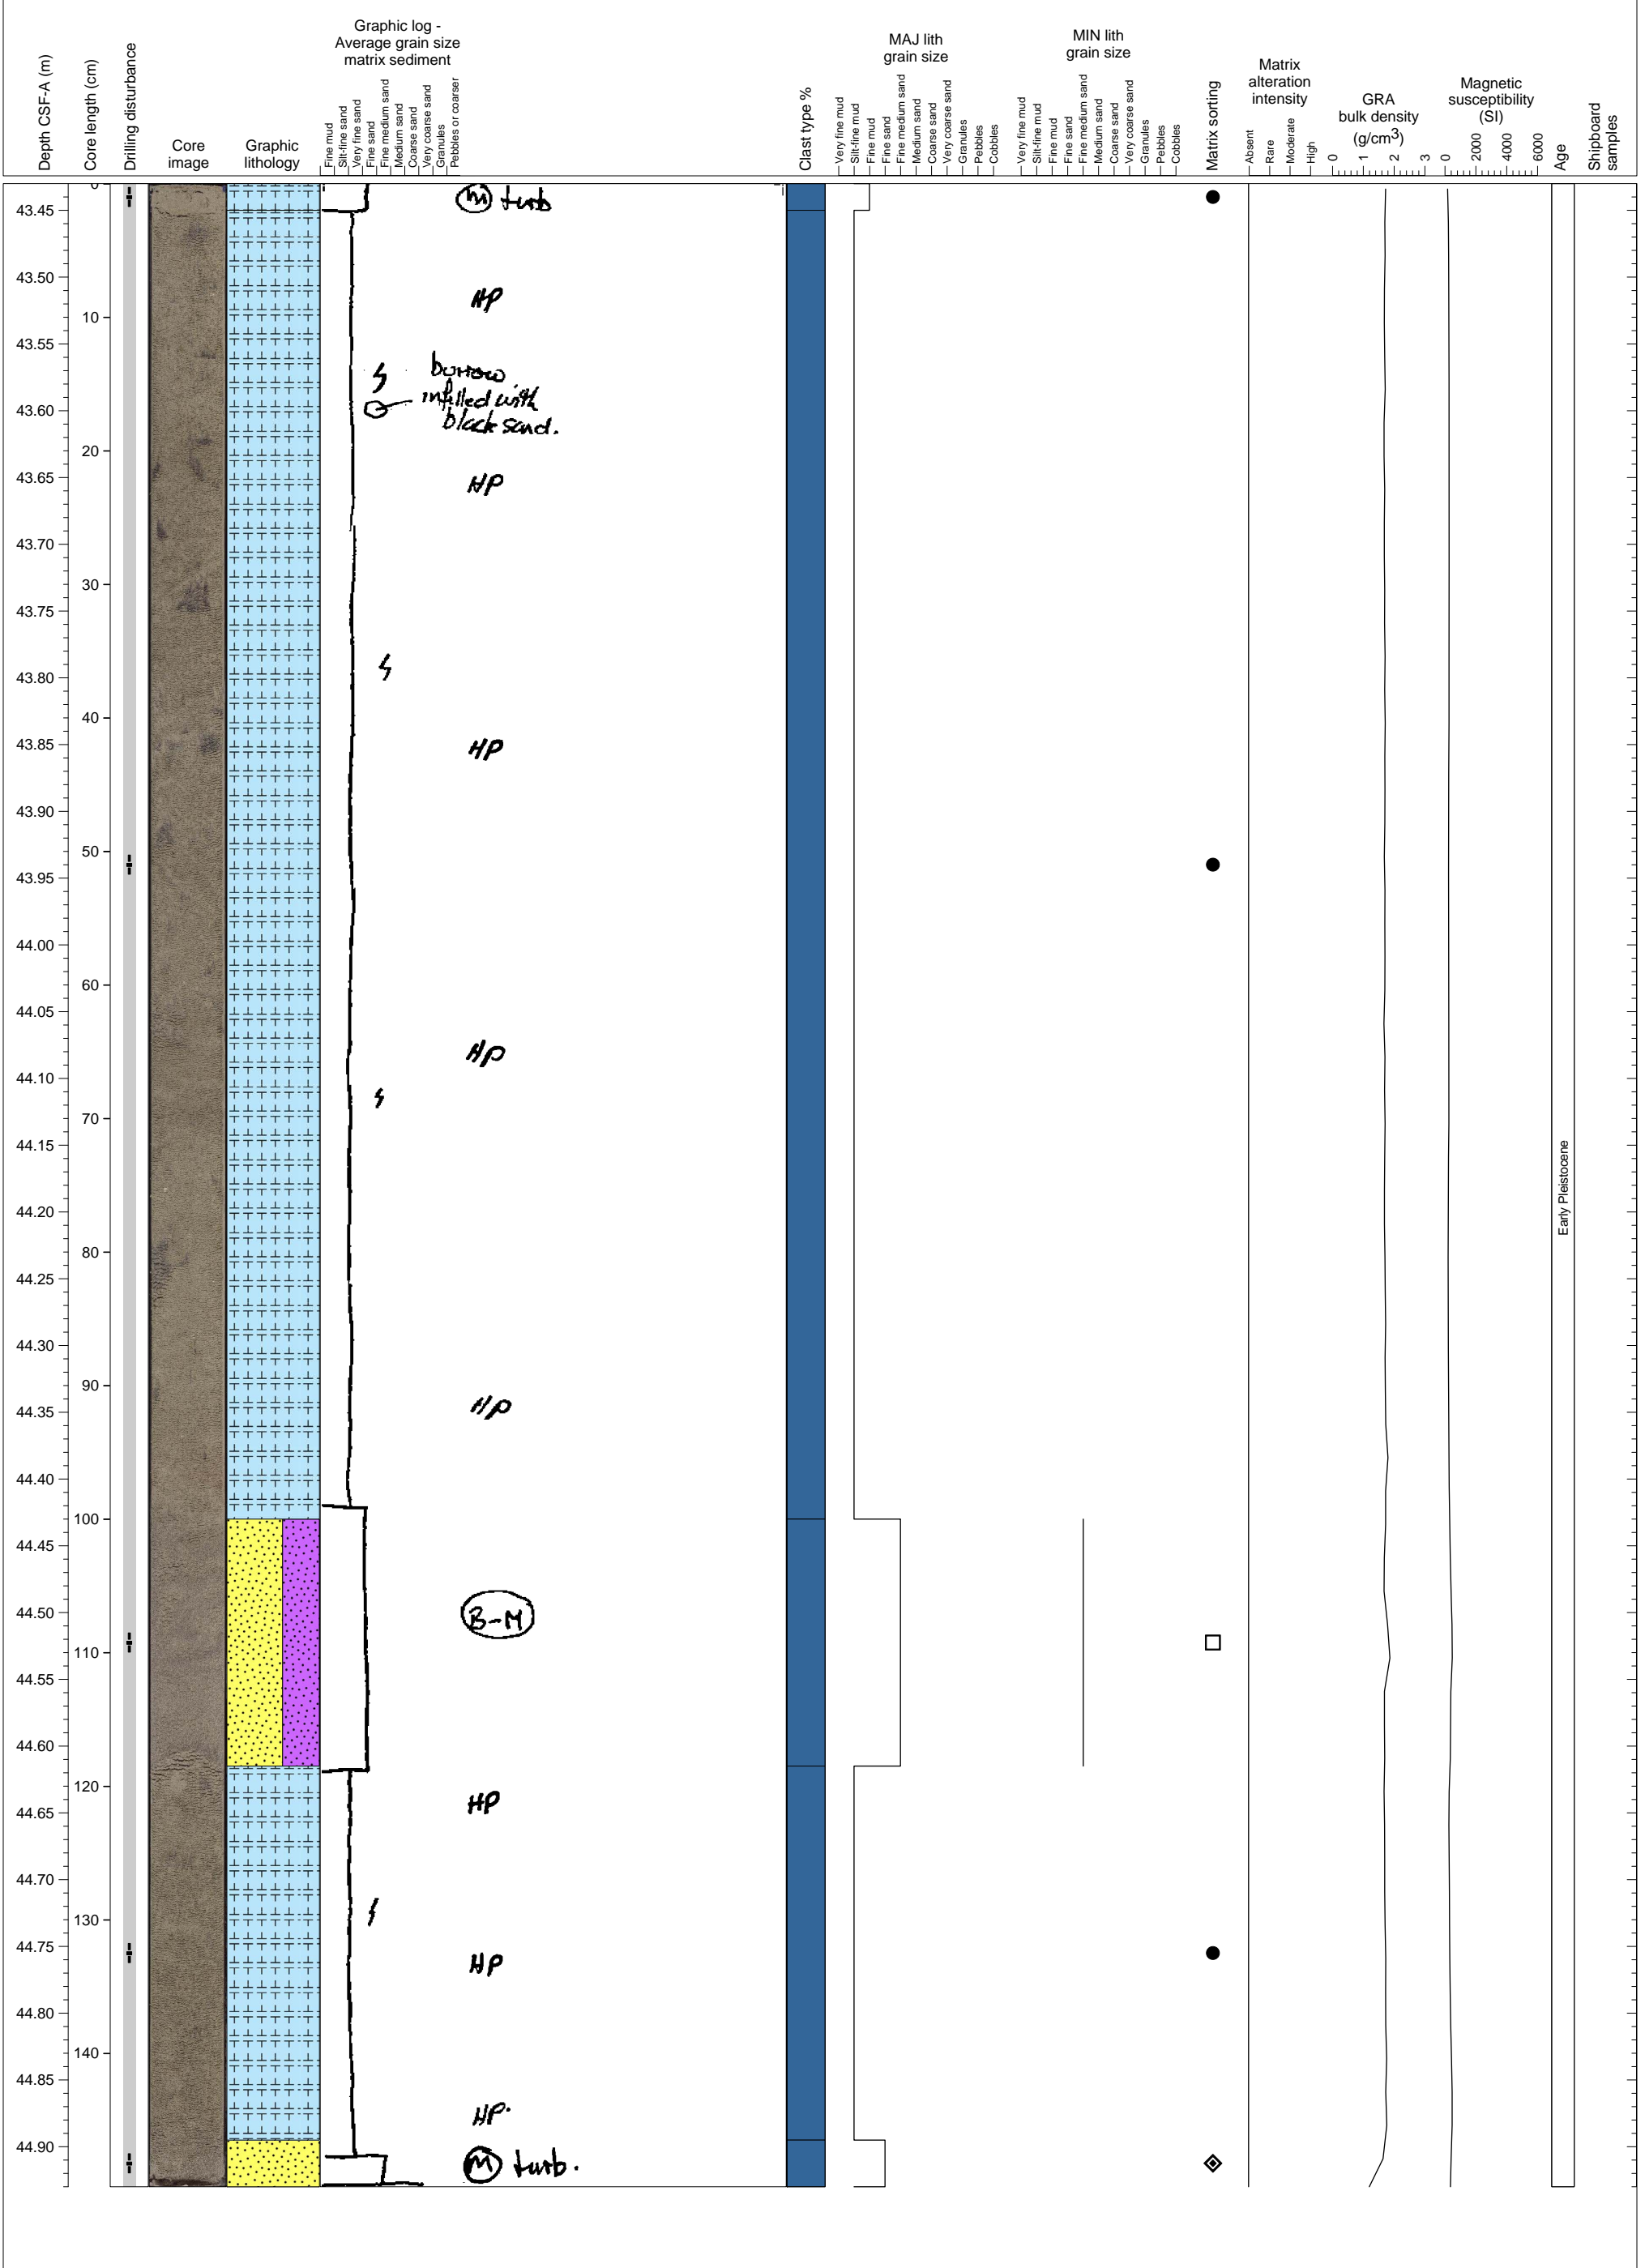 Depth CSF-A (m)
Core length (cm)
Drilling disturbance
Core
image
Graphic
lithology
Graphic log -
Average grain size
matrix sediment
Fine mud
Silt-fine sand
Very fine sand
Fine sand
Fine medium sand
Medium sand
Coarse sand
Very coarse sand
Granules
Pebbles or coarser
Clast type %
MAJ lith
grain size
Very fine mud
Silt-fine mud
Fine mud
Fine sand
Fine medium sand
Medium sand
Coarse sand
Very coarse sand
Granules
Pebbles
Cobbles
MIN lith
grain size
Very fine mud
Silt-fine mud
Fine mud
Fine sand
Fine medium sand
Medium sand
Coarse sand
Very coarse sand
Granules
Pebbles
Cobbles
Matrix sorting
Matrix
alteration
intensity
Absent
Rare
Moderate
High
GRA
bulk density
(g/cm3)
0 1 2 3
Magnetic
susceptibility
(SI)
0 2000 4000 6000
Age
Shipboard
samples
0
43.45
M turb
43.50
HP
10
43.55
burrow
infilled with
black sand.
43.60
20
43.65
HP
43.70
30
43.75
43.80
40
43.85
HP
43.90
50
43.95
44.00
60
44.05
HP
44.10
70
44.15
Early Pleistocene
44.20
80
44.25
44.30
90
44.35
HP
44.40
100
44.45
44.50
B-M
110
44.55
44.60
120
44.65
HP
44.70
130
44.75
HP
44.80
140
44.85
HP.
44.90
M turb.